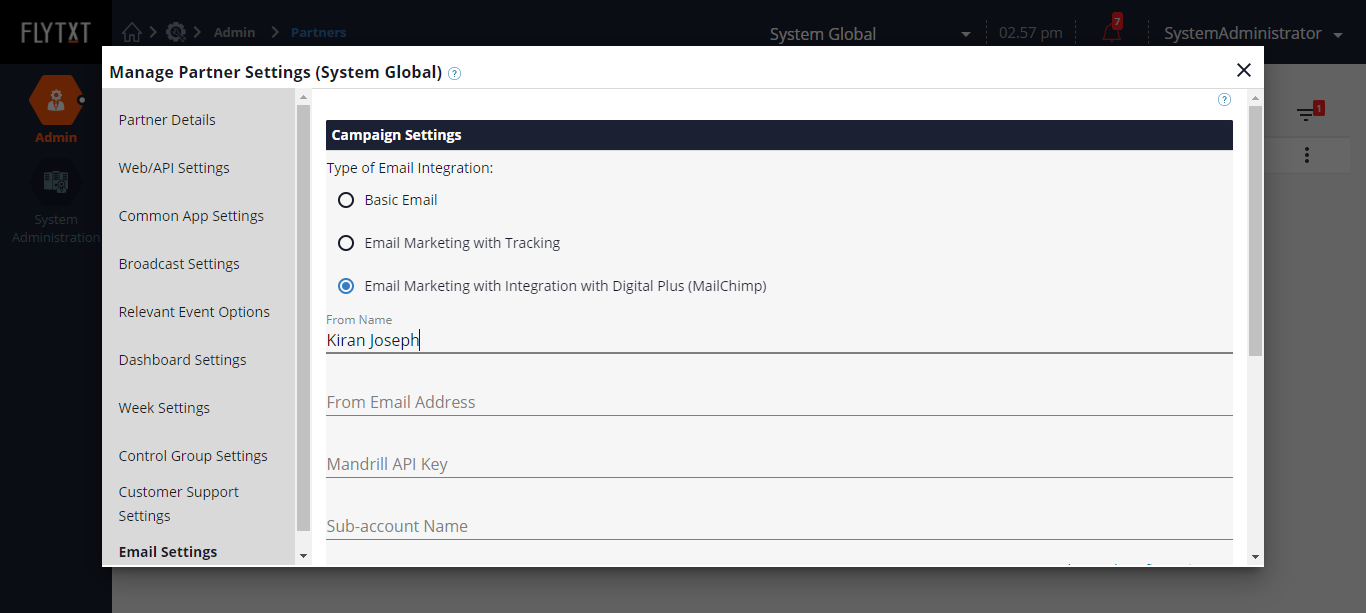 FLYTXT
Admin
Partners
System Global
02.57 pm
7
SystemAdministrator
Admin
System
Administration
1
Manage Partner Settings (System Global) ?
Partner Details
Web/API Settings
Common App Settings
Broadcast Settings
Relevant Event Options
Dashboard Settings
Week Settings
Control Group Settings
Customer Support
Settings
Email Settings
?
Campaign Settings
Type of Email Integration:
Basic Email
Email Marketing with Tracking
Email Marketing with Integration with Digital Plus (MailChimp)
From Name
Kiran Joseph
From Email Address
Mandrill API Key
Sub-account Name